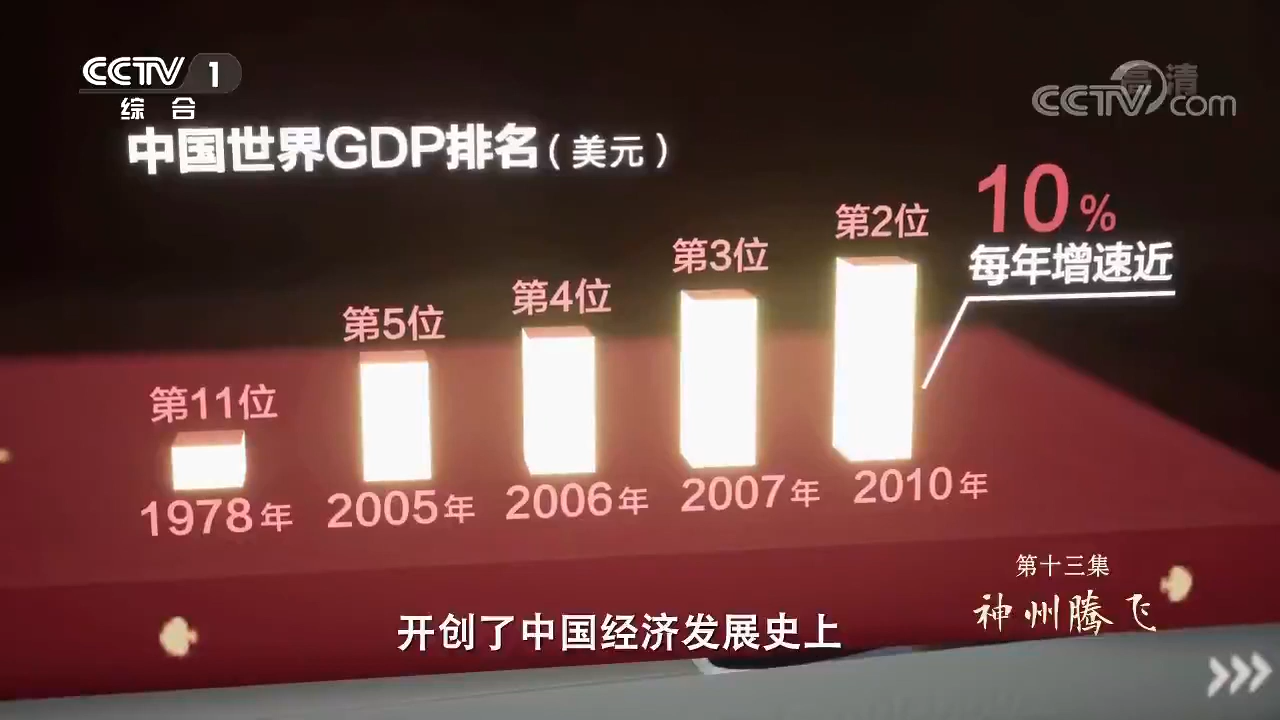 CCTV 1
综合
高清
CCTV.com
中国世界GDP排名（美元）
10%
每年增速近
第11位
第5位
第4位
第3位
第2位
1978年
2005年
2006年
2007年
2010年
第十三集
神州腾飞
开创了中国经济发展史上